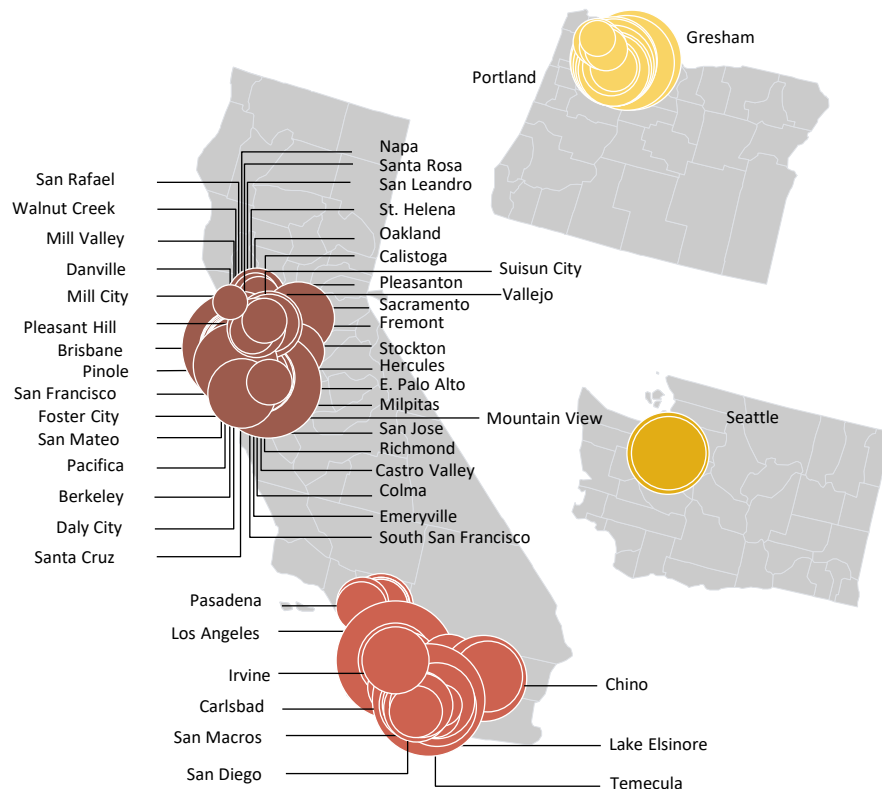 Gresham
Portland
Napa
Santa Rosa
San Rafael
San Leandro
Walnut Creek
St. Helena
Mill Valley
Oakland
Calistoga
Danville
Suisun City
Pleasanton
Mill City
Vallejo
Sacramento
Pleasant Hill
Fremont
Brisbane
Stockton
Pinole
Hercules
San Francisco
E. Palo Alto
Milpitas
Foster City
Mountain View
San Mateo
San Jose
Richmond
Pacifica
Castro Valley
Berkeley
Colma
Daly City
Emeryville
Santa Cruz
South San Francisco
Seattle
Pasadena
Los Angeles
Irvine
Chino
Carlsbad
San Macros
Lake Elsinore
San Diego
Temecula